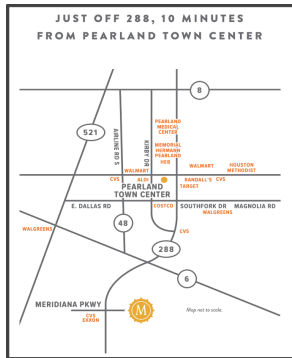 JUST OFF 288, 10 MINUTES
FROM PEARLAND TOWN CENTER
8
521
AIRLINE RD S
KIRBY DR
PEARLAND
MEDICAL
CENTER
MEMORIAL
HERMANN
PEARLAND
HEB
WALMART
WALMART
HOUSTON
METHODIST
CVS
ALDI
RANDALL'S
CVS
TARGET
PEARLAND
TOWN CENTER
E. DALLAS RD
COSTCO
SOUTHFORK DR
MAGNOLIA RD
WALGREENS
WALGREENS
48
CVS
288
6
MERIDIANA PKWY
M
Map not to scale.
CVS
EXXON